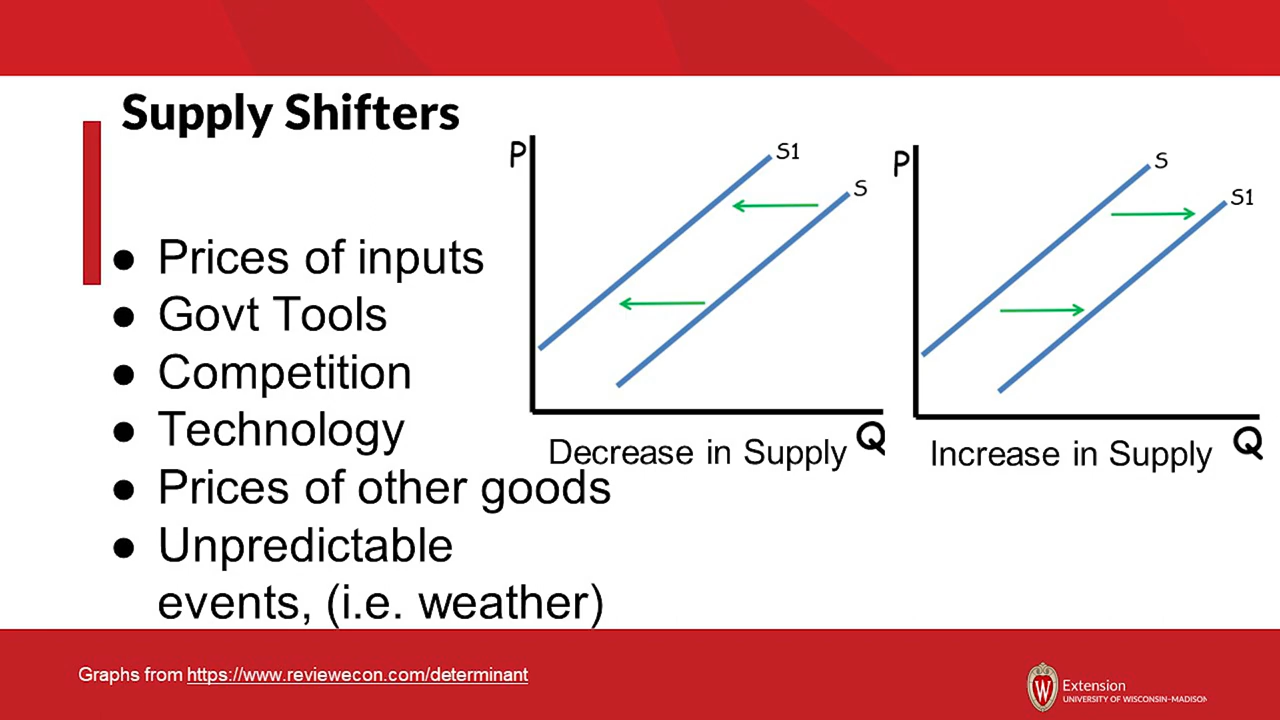 Supply Shifters
● Prices of inputs
● Govt Tools
● Competition
● Technology
● Prices of other goods
● Unpredictable
events, (i.e. weather)
P
S1
S
Q
Decrease in Supply
P
S
S1
Q
Increase in Supply
Graphs from https://www.reviewecon.com/determinant
W
Extension
UNIVERSITY OF WISCONSIN-MADISON